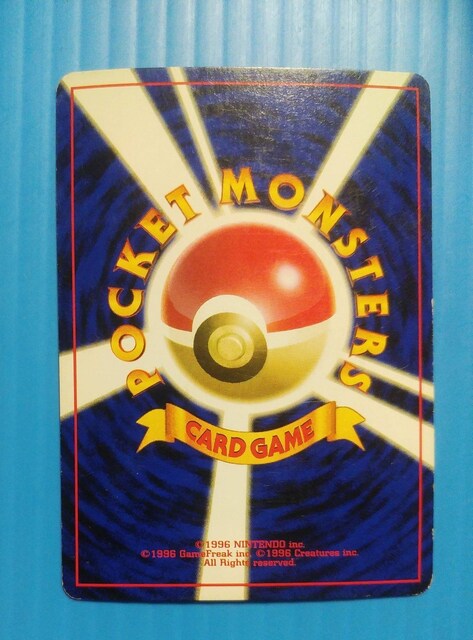 POCKET MONSTERS
CARD GAME
©1996 NINTENDO inc.
©1996 GameFreak inc. ©1996 Creatures inc.
All Rights reserved.